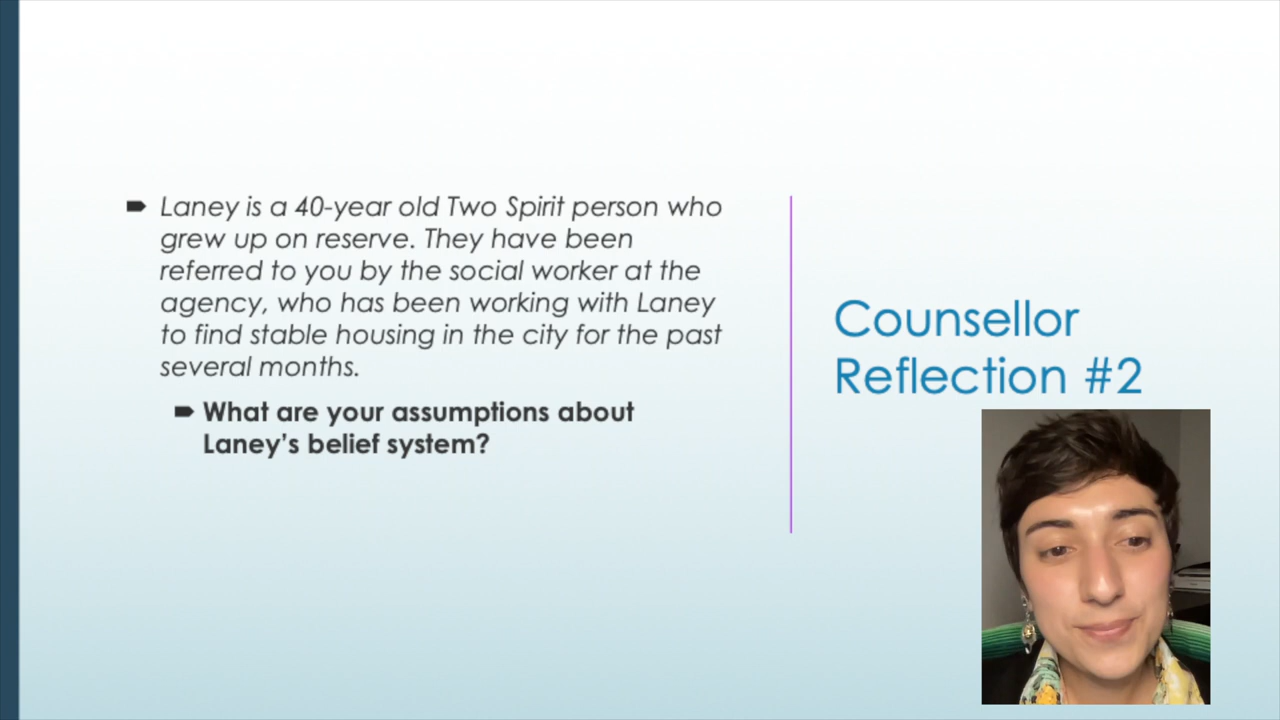 Laney is a 40-year old Two Spirit person who
grew up on reserve. They have been
referred to you by the social worker at the
agency, who has been working with Laney
to find stable housing in the city for the past
several months.
What are your assumptions about
Laney's belief system?
Counsellor
Reflection #2